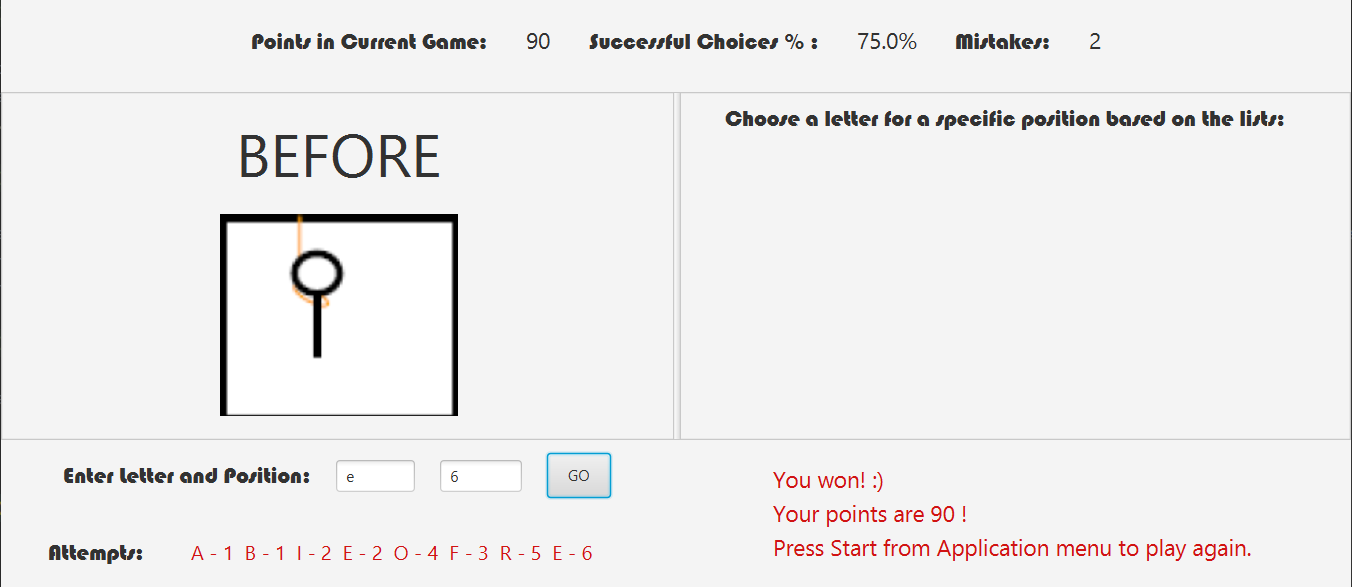 Points in Current Game: 90 Successful Choices % : 75.0% Mistakes: 2
BEFORE
Choose a letter for a specific position based on the lists:
Enter Letter and Position: e 6 GO
Attempts: A - 1 B - 1 I - 2 E - 2 O - 4 F - 3 R - 5 E - 6
You won! :)
Your points are 90 !
Press Start from Application menu to play again.